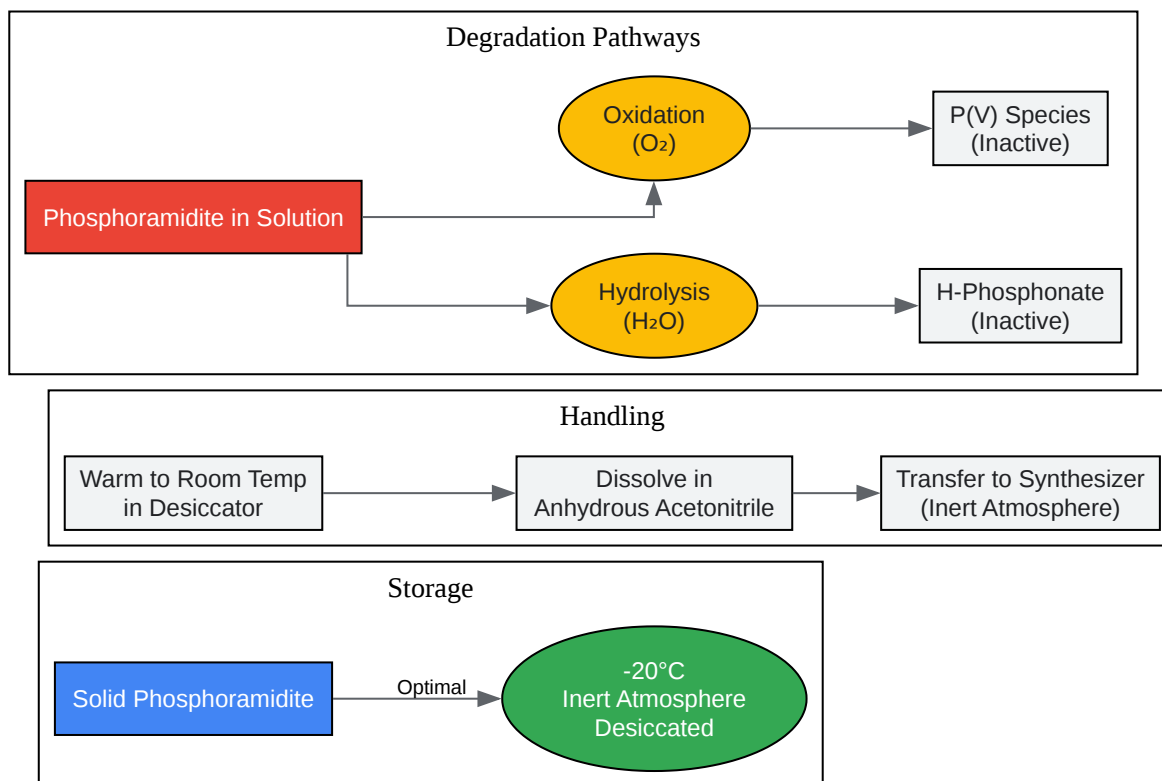 Degradation Pathways
Oxidation
(O₂)
P(V) Species
(Inactive)
Phosphoramidite in Solution
Hydrolysis
(H₂O)
H-Phosphonate
(Inactive)
Handling
Warm to Room Temp
in Desiccator
Dissolve in
Anhydrous Acetonitrile
Transfer to Synthesizer
(Inert Atmosphere)
Storage
Solid Phosphoramidite
Optimal
-20°C
Inert Atmosphere
Desiccated